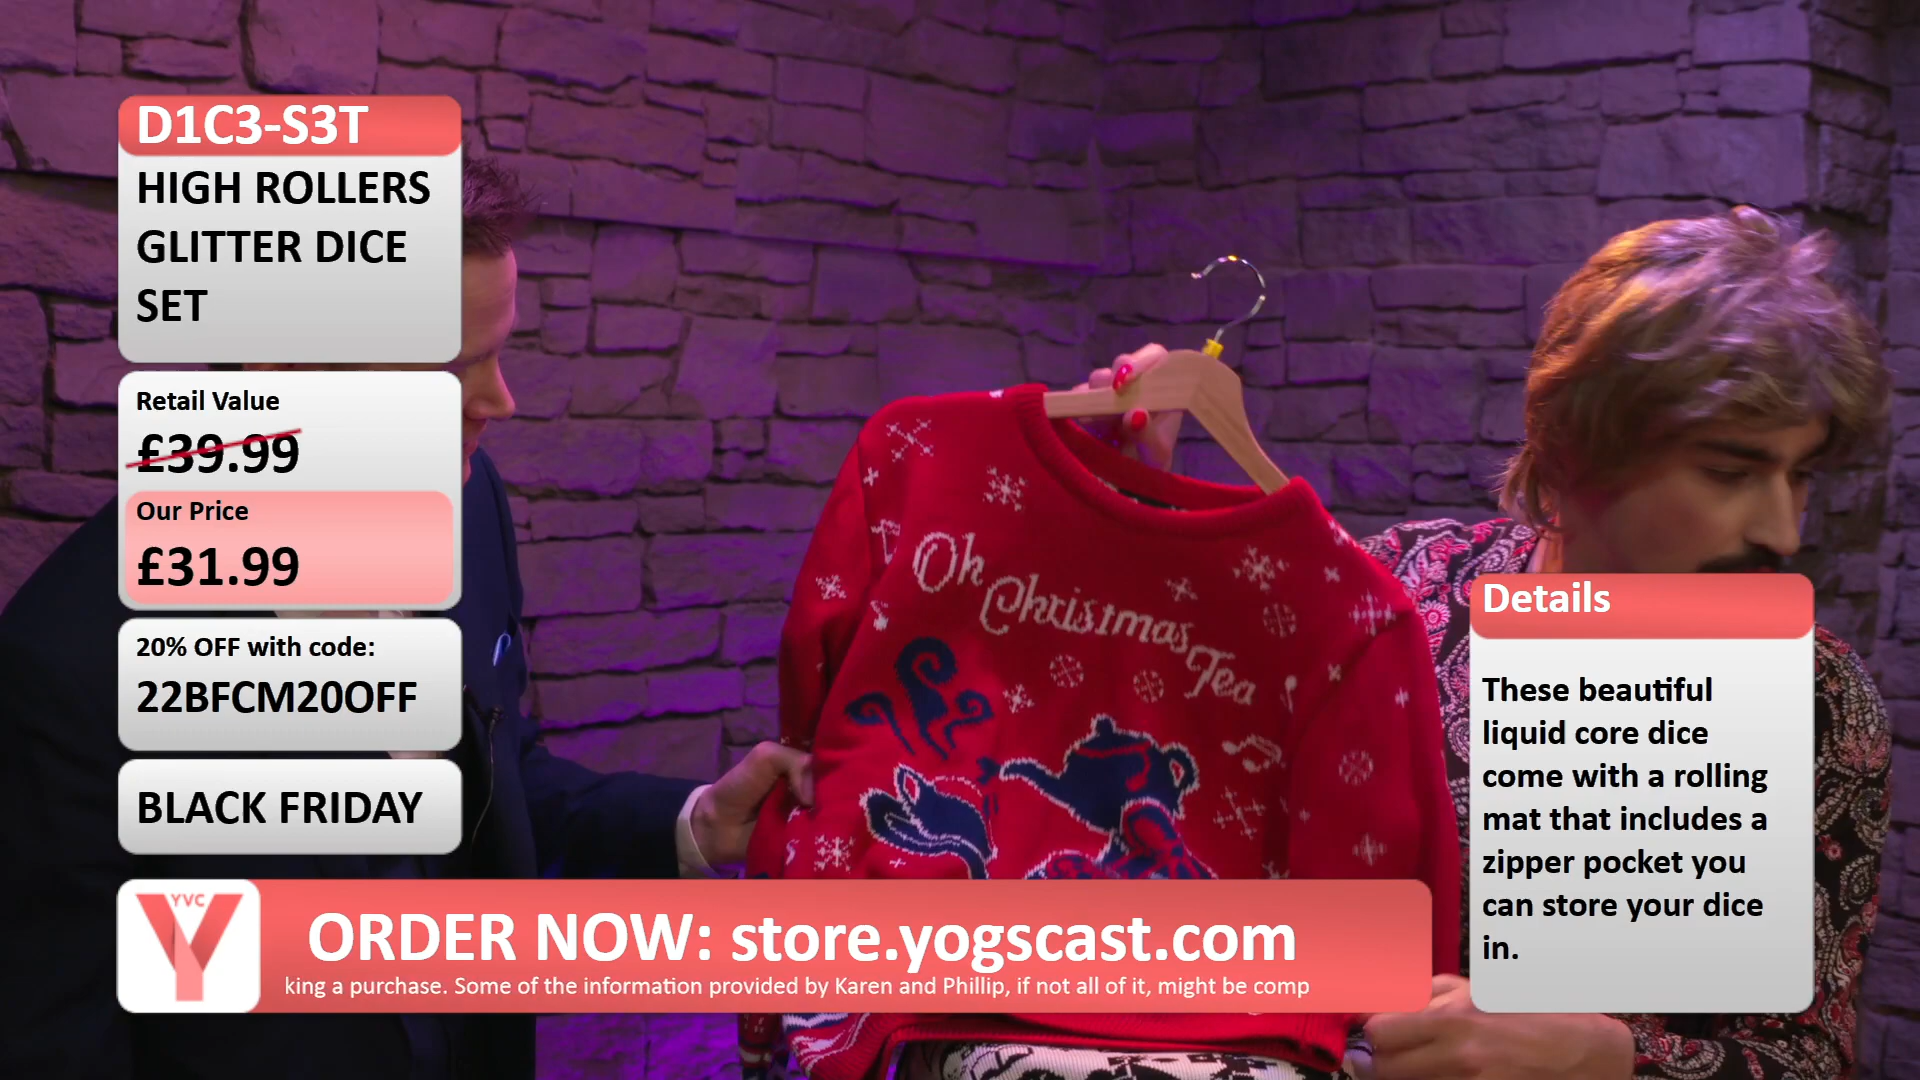 D1C3-S3T
HIGH ROLLERS
GLITTER DICE
SET
Retail Value
£39.99
Our Price
£31.99
20% OFF with code:
22BFCM20OFF
BLACK FRIDAY
Oh
Christmas
Tea
Details
These beautiful
liquid core dice
come with a rolling
mat that includes a
zipper pocket you
can store your dice
in.
YVC
Y
ORDER NOW: store.yogscast.com
king a purchase. Some of the information provided by Karen and Phillip, if not all of it, might be comp